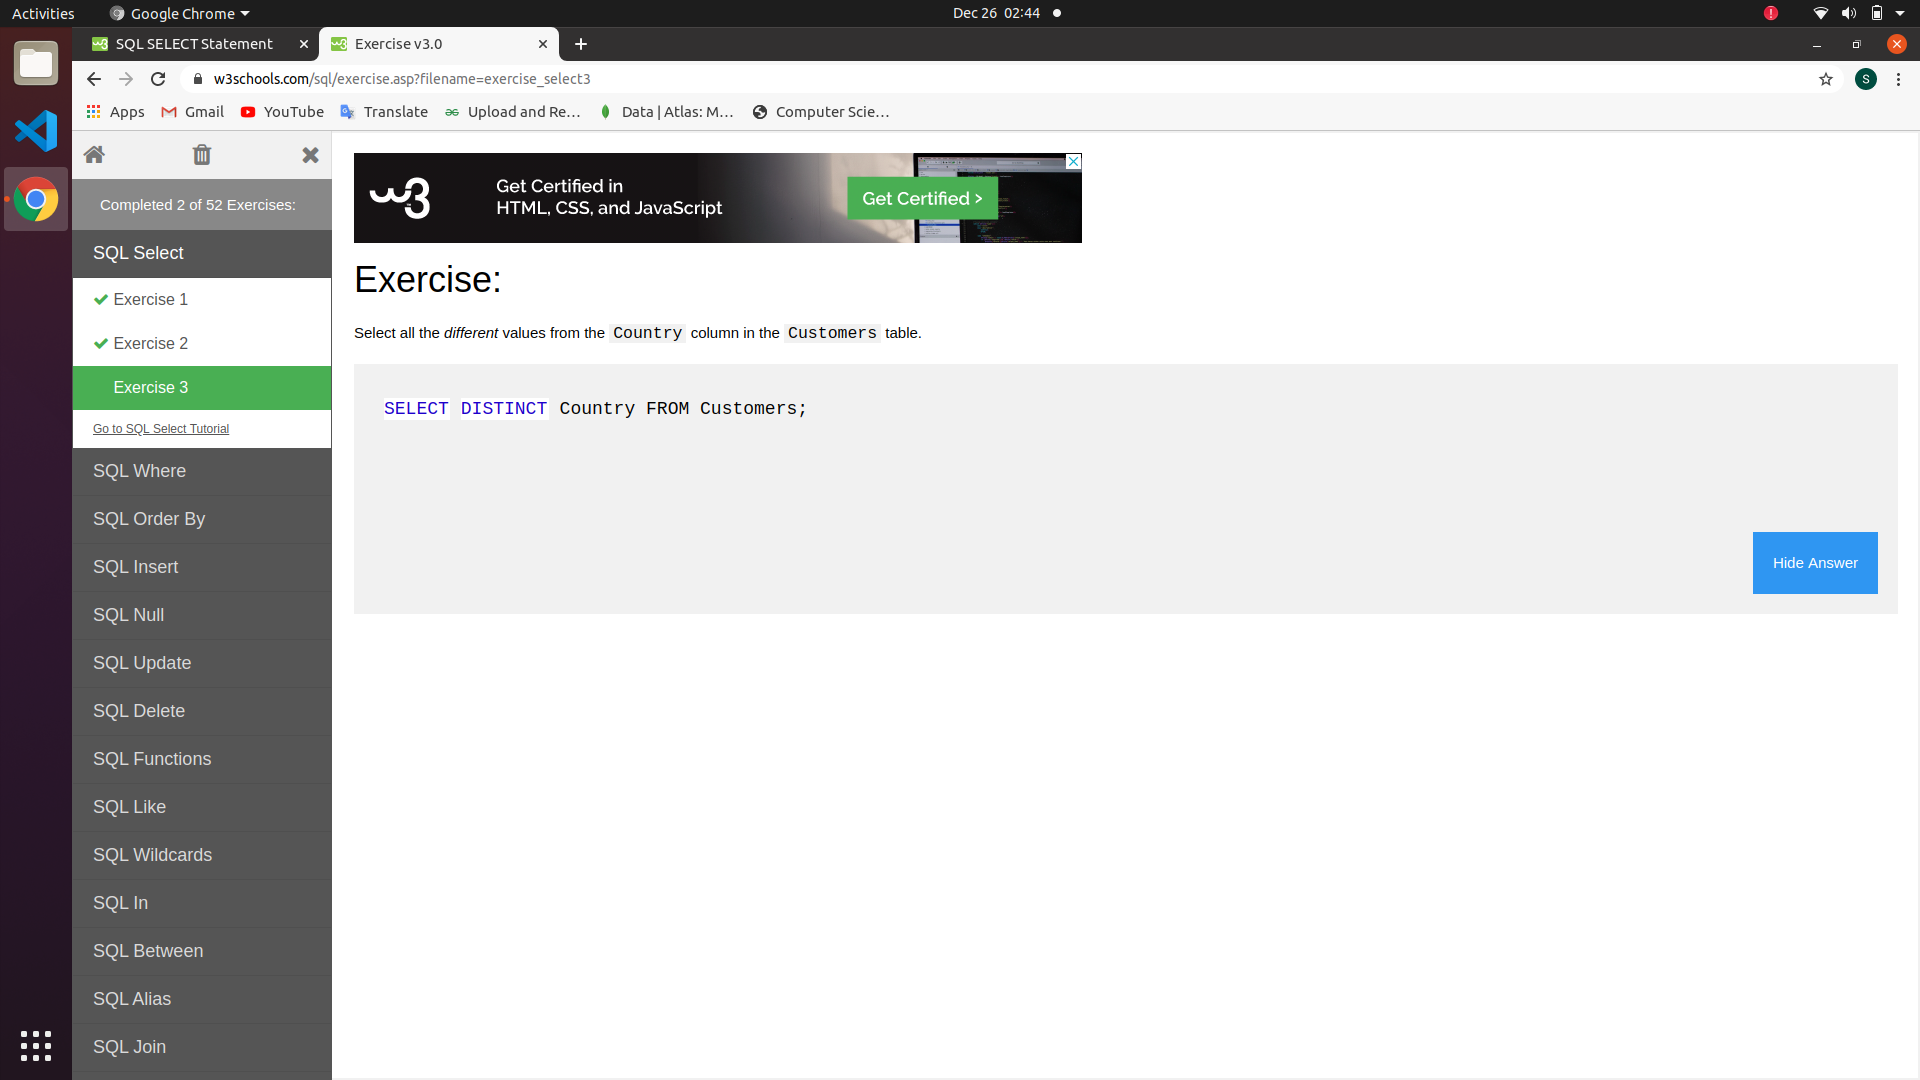 Activities
Google Chrome
Dec 26 02:44
SQL SELECT Statement
Exercise v3.0
w3schools.com/sql/exercise.asp?filename=exercise_select3
S
Apps
Gmail
YouTube
Translate
Upload and Re...
Data | Atlas: M...
Computer Scie...
Completed 2 of 52 Exercises:
SQL Select
Exercise 1
Exercise 2
Exercise 3
Go to SQL Select Tutorial
SQL Where
SQL Order By
SQL Insert
SQL Null
SQL Update
SQL Delete
SQL Functions
SQL Like
SQL Wildcards
SQL In
SQL Between
SQL Alias
SQL Join
w3
Get Certified in
HTML, CSS, and JavaScript
Get Certified >
Exercise:
Select all the different values from the Country column in the Customers table.
SELECT DISTINCT Country FROM Customers;
Hide Answer